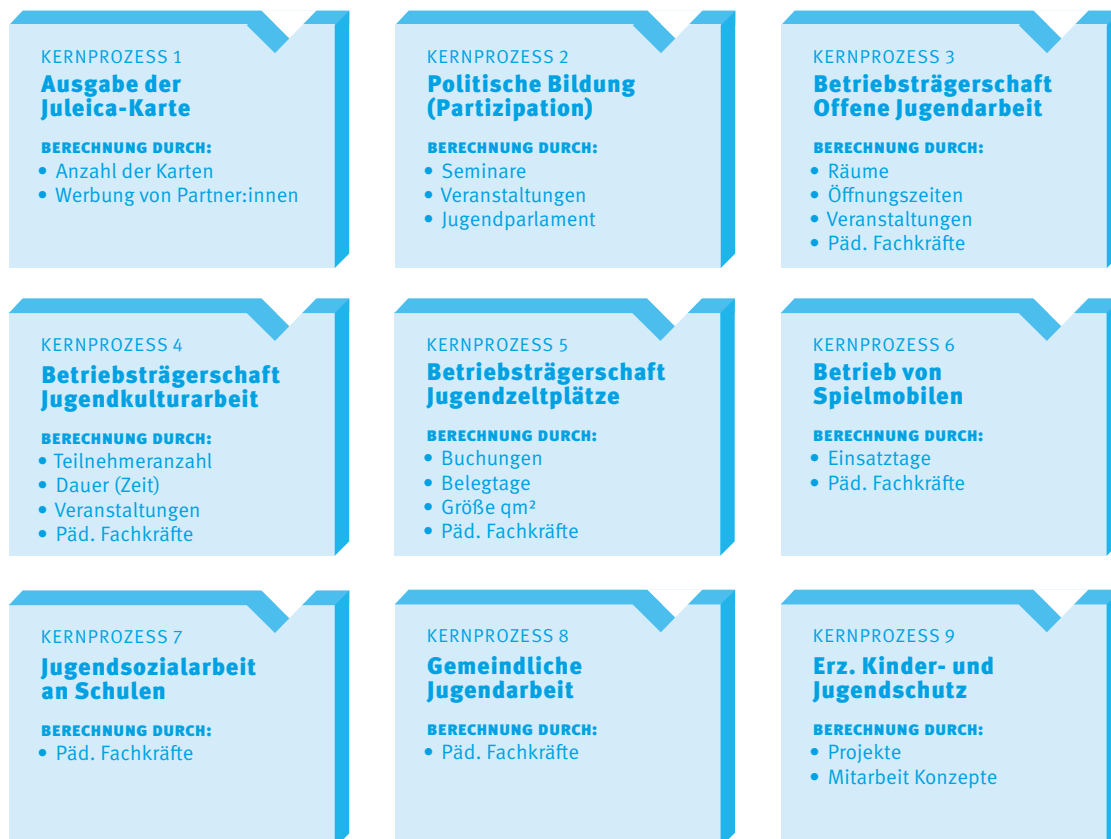 KERNPROZESS 1
Ausgabe der
Juleica-Karte
BERECHNUNG DURCH:
• Anzahl der Karten
• Werbung von Partner:innen
KERNPROZESS 2
Politische Bildung
(Partizipation)
BERECHNUNG DURCH:
• Seminare
• Veranstaltungen
• Jugendparlament
KERNPROZESS 3
Betriebsträgerschaft
Offene Jugendarbeit
BERECHNUNG DURCH:
• Räume
• Öffnungszeiten
• Veranstaltungen
• Päd. Fachkräfte
KERNPROZESS 4
Betriebsträgerschaft
Jugendkulturarbeit
BERECHNUNG DURCH:
• Teilnehmeranzahl
• Dauer (Zeit)
• Veranstaltungen
• Päd. Fachkräfte
KERNPROZESS 5
Betriebsträgerschaft
Jugendzeltplätze
BERECHNUNG DURCH:
• Buchungen
• Belegtage
• Größe qm²
• Päd. Fachkräfte
KERNPROZESS 6
Betrieb von
Spielmobilen
BERECHNUNG DURCH:
• Einsatztage
• Päd. Fachkräfte
KERNPROZESS 7
Jugendsozialarbeit
an Schulen
BERECHNUNG DURCH:
• Päd. Fachkräfte
KERNPROZESS 8
Gemeindliche
Jugendarbeit
BERECHNUNG DURCH:
• Päd. Fachkräfte
KERNPROZESS 9
Erz. Kinder- und
Jugendschutz
BERECHNUNG DURCH:
• Projekte
• Mitarbeit Konzepte